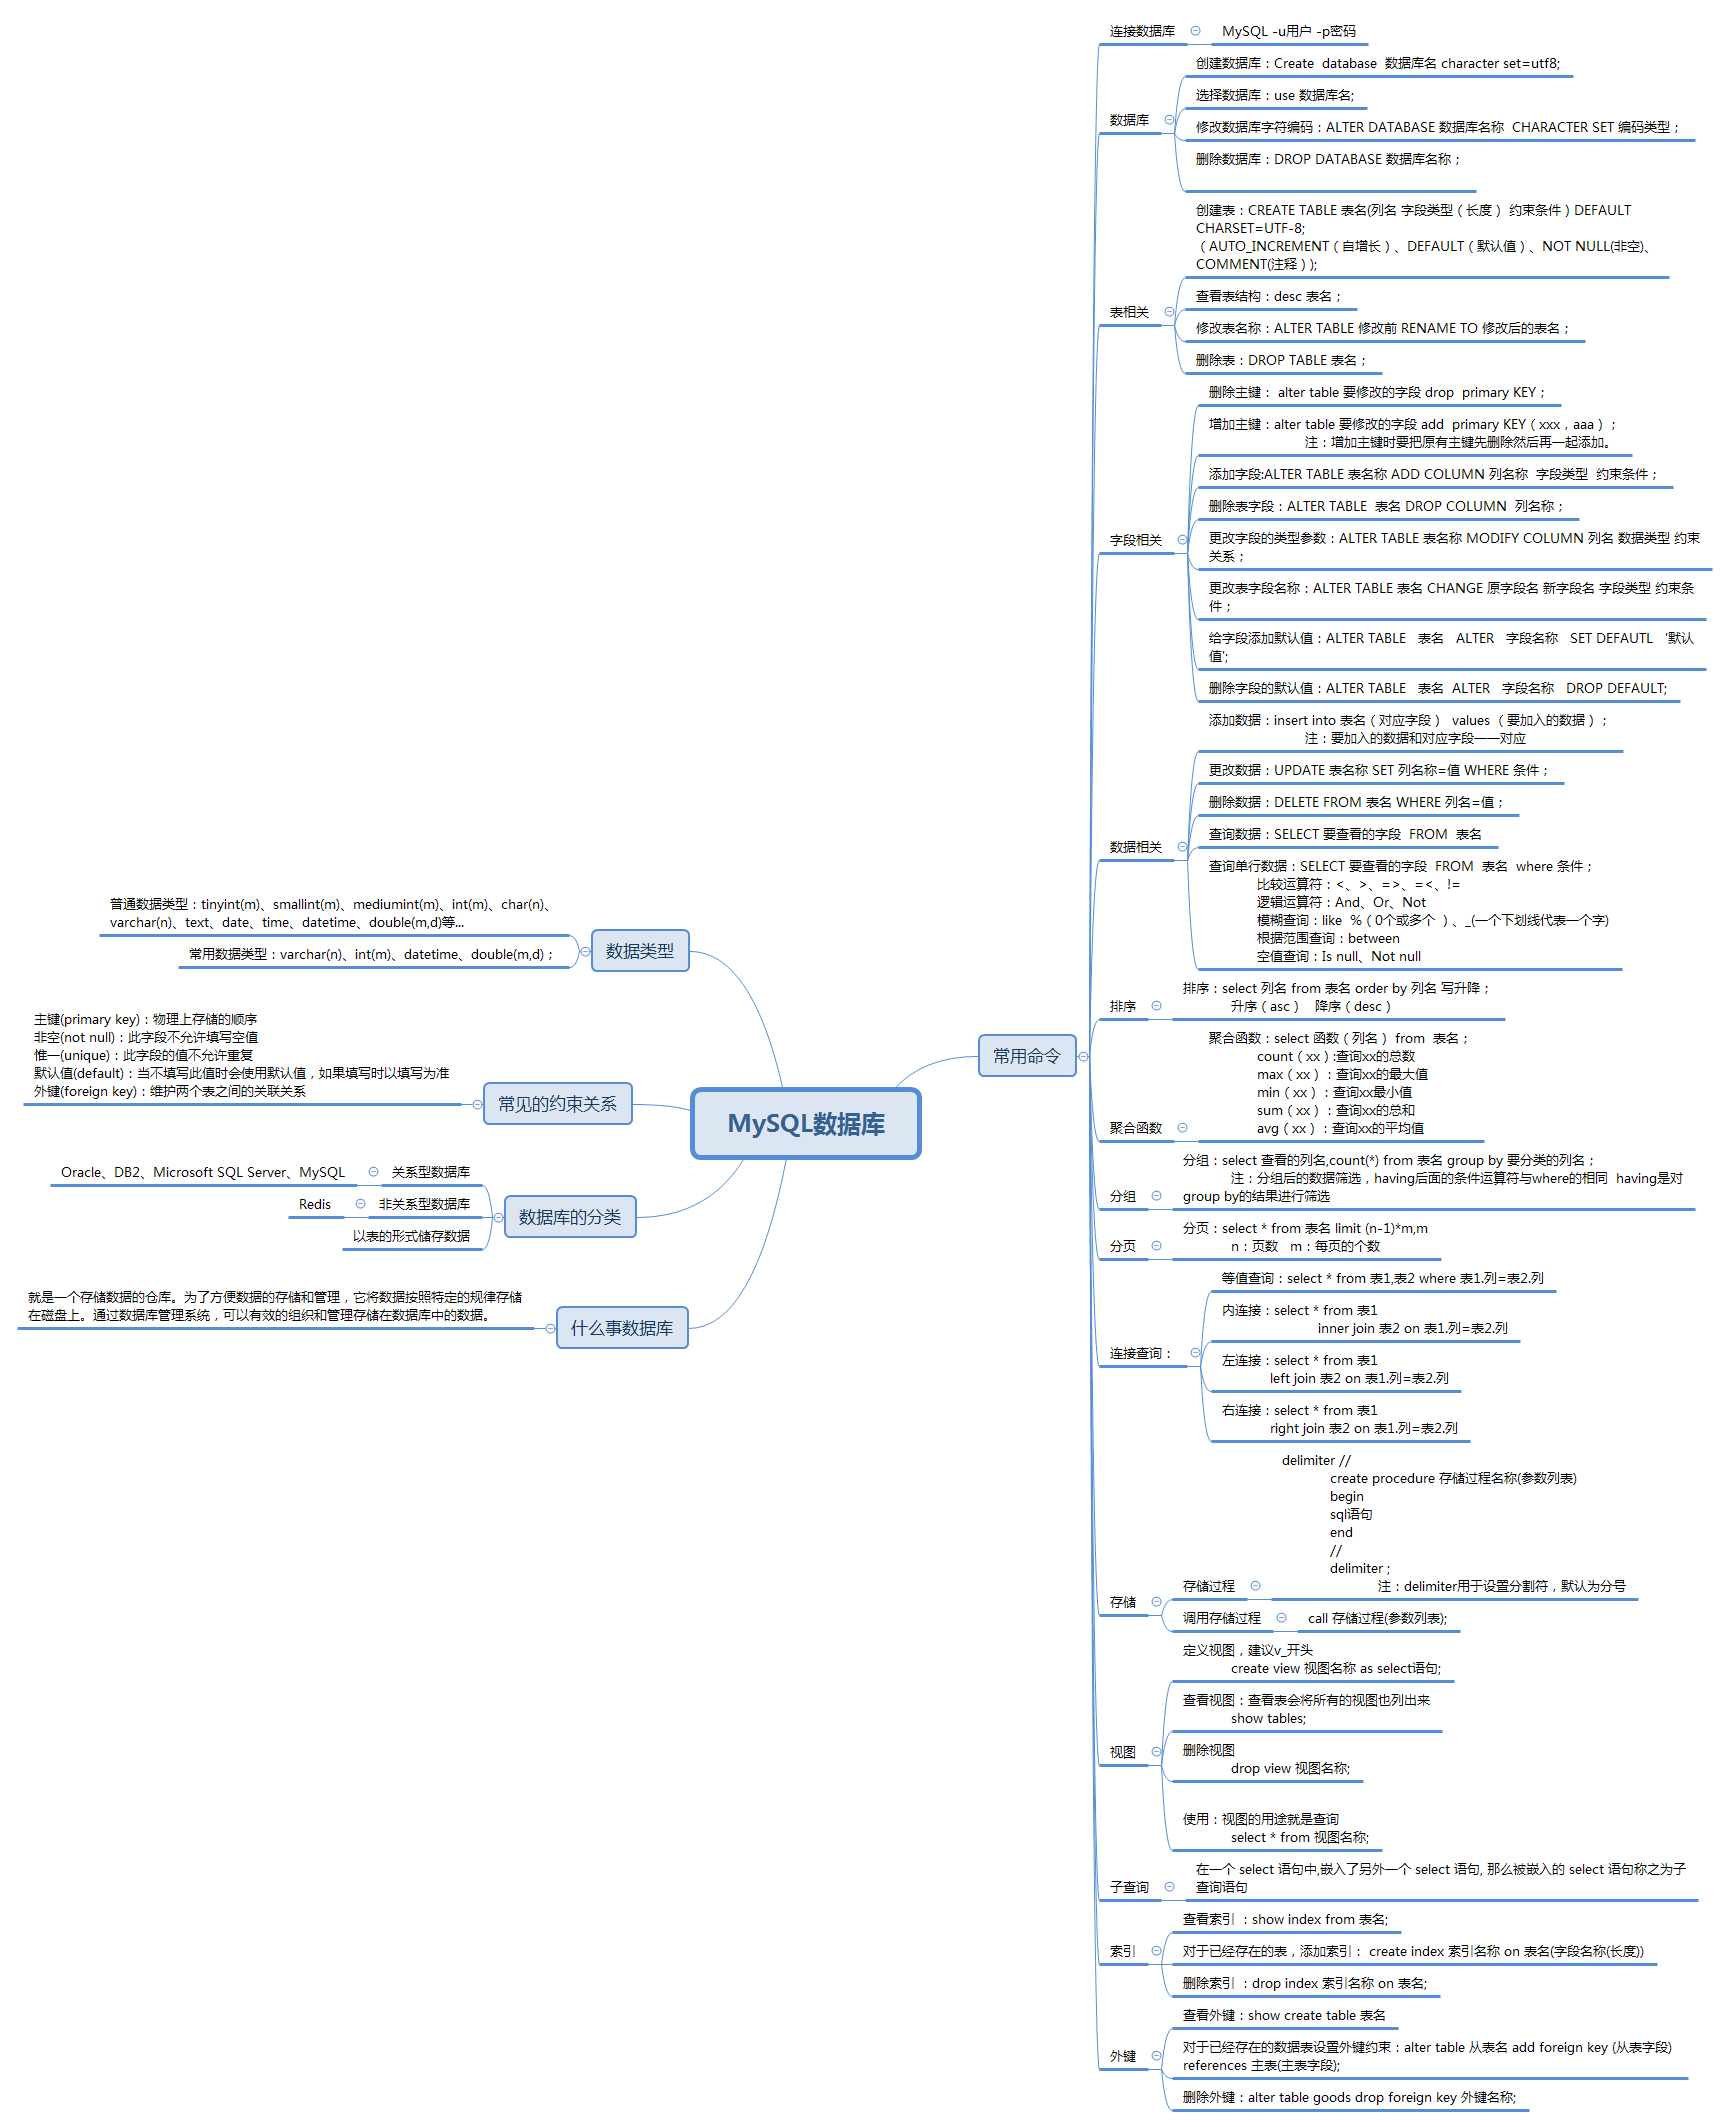 MySQL数据库
常用命令
连接数据库
MySQL -u用户 -p密码
数据库
创建数据库：Create  database  数据库名 character set=utf8;
选择数据库：use 数据库名;
修改数据库字符编码：ALTER DATABASE 数据库名称  CHARACTER SET 编码类型；
删除数据库：DROP DATABASE 数据库名称；
表相关
创建表：CREATE TABLE 表名(列名 字段类型（长度） 约束条件）DEFAULT
CHARSET=UTF-8;
（AUTO_INCREMENT（自增长）、DEFAULT（默认值）、NOT NULL(非空)、
COMMENT(注释）);
查看表结构：desc 表名；
修改表名称：ALTER TABLE 修改前 RENAME TO 修改后的表名；
删除表：DROP TABLE 表名；
字段相关
删除主键： alter table 要修改的字段 drop  primary KEY；
增加主键：alter table 要修改的字段 add  primary KEY（xxx，aaa）；
注：增加主键时要把原有主键先删除然后再一起添加。
添加字段:ALTER TABLE 表名称 ADD COLUMN 列名称  字段类型  约束条件；
删除表字段：ALTER TABLE  表名 DROP COLUMN  列名称；
更改字段的类型参数：ALTER TABLE 表名称 MODIFY COLUMN 列名 数据类型 约束
关系；
更改表字段名称：ALTER TABLE 表名 CHANGE 原字段名 新字段名 字段类型 约束条
件；
给字段添加默认值：ALTER TABLE   表名   ALTER   字段名称   SET DEFAUTL   '默认
值';
删除字段的默认值：ALTER TABLE   表名  ALTER   字段名称   DROP DEFAULT;
数据相关
添加数据：insert into 表名（对应字段）  values （要加入的数据）；
注：要加入的数据和对应字段一一对应
更改数据：UPDATE 表名称 SET 列名称=值 WHERE 条件；
删除数据：DELETE FROM 表名 WHERE 列名=值；
查询数据：SELECT 要查看的字段  FROM  表名
查询单行数据：SELECT 要查看的字段  FROM  表名  where 条件；
比较运算符：<、>、=>、=<、!=
逻辑运算符：And、Or、Not
模糊查询：like  %（0个或多个 ）、_(一个下划线代表一个字)
根据范围查询：between
空值查询：Is null、Not null
排序
排序：select 列名 from 表名 order by 列名 写升降；
升序（asc）   降序（desc）
聚合函数
聚合函数：select 函数（列名） from  表名；
count（xx）:查询xx的总数
max（xx）：查询xx的最大值
min（xx）：查询xx最小值
sum（xx）：查询xx的总和
avg（xx）：查询xx的平均值
分组
分组：select 查看的列名,count(*) from 表名 group by 要分类的列名；
注：分组后的数据筛选，having后面的条件运算符与where的相同  having是对
group by的结果进行筛选
分页
分页：select * from 表名 limit (n-1)*m,m
n：页数   m：每页的个数
连接查询：
等值查询：select * from 表1,表2 where 表1.列=表2.列
内连接：select * from 表1
inner join 表2 on 表1.列=表2.列
左连接：select * from 表1
left join 表2 on 表1.列=表2.列
右连接：select * from 表1
right join 表2 on 表1.列=表2.列
存储
存储过程
delimiter //
create procedure 存储过程名称(参数列表)
begin
sql语句
end
//
delimiter ;
注：delimiter用于设置分割符，默认为分号
调用存储过程
call 存储过程(参数列表);
视图
定义视图，建议v_开头
create view 视图名称 as select语句;
查看视图：查看表会将所有的视图也列出来
show tables;
删除视图
drop view 视图名称;
使用：视图的用途就是查询
select * from 视图名称;
子查询
在一个 select 语句中,嵌入了另外一个 select 语句, 那么被嵌入的 select 语句称之为子
查询语句
索引
查看索引 ：show index from 表名;
对于已经存在的表，添加索引： create index 索引名称 on 表名(字段名称(长度))
删除索引 ：drop index 索引名称 on 表名;
外键
查看外键：show create table 表名
对于已经存在的数据表设置外键约束：alter table 从表名 add foreign key (从表字段)
references 主表(主表字段);
删除外键：alter table goods drop foreign key 外键名称;
数据类型
普通数据类型：tinyint(m)、smallint(m)、mediumint(m)、int(m)、char(n)、
varchar(n)、text、date、time、datetime、double(m,d)等...
常用数据类型：varchar(n)、int(m)、datetime、double(m,d)；
常见的约束关系
主键(primary key)：物理上存储的顺序
非空(not null)：此字段不允许填写空值
惟一(unique)：此字段的值不允许重复
默认值(default)：当不填写此值时会使用默认值，如果填写时以填写为准
外键(foreign key)：维护两个表之间的关联关系
数据库的分类
关系型数据库
Oracle、DB2、Microsoft SQL Server、MySQL
非关系型数据库
Redis
以表的形式储存数据
什么事数据库
就是一个存储数据的仓库。为了方便数据的存储和管理，它将数据按照特定的规律存储
在磁盘上。通过数据库管理系统，可以有效的组织和管理存储在数据库中的数据。